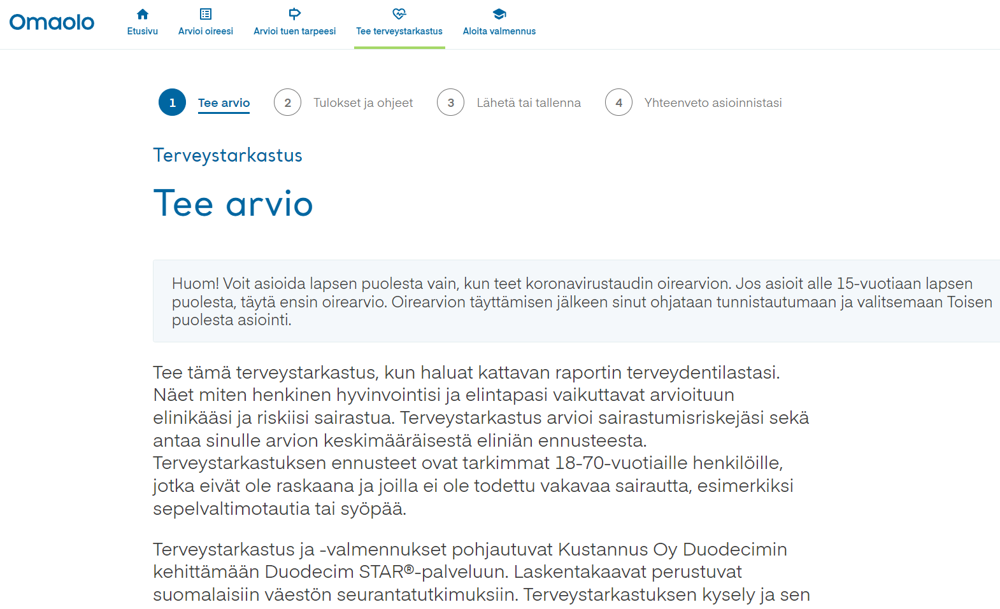 Omaolo
Etusivu
Arvioi oireesi
Arvioi tuen tarpeesi
Tee terveystarkastus
Aloita valmennus
1 Tee arvio
2 Tulokset ja ohjeet
3 Lähetä tai tallenna
4 Yhteenveto asioinnistasi
Terveystarkastus
Tee arvio
Huom! Voit asioida lapsen puolesta vain, kun teet koronavirustaudin oirearvion. Jos asioit alle 15-vuotiaan lapsen
puolesta, täytä ensin oirearvio. Oirearvion täyttämisen jälkeen sinut ohjataan tunnistautumaan ja valitsemaan Toisen
puolesta asiointi.
Tee tämä terveystarkastus, kun haluat kattavan raportin terveydentilastasi.
Näet miten henkinen hyvinvointisi ja elintapasi vaikuttavat arvioituun
elinikääsi ja riskiisi sairastua. Terveystarkastus arvioi sairastumisriskejäsi sekä
antaa sinulle arvion keskimääräisestä eliniän ennusteesta.
Terveystarkastuksen ennusteet ovat tarkimmat 18-70-vuotiaille henkilöille,
jotka eivät ole raskaana ja joilla ei ole todettu vakavaa sairautta, esimerkiksi
sepelvaltimotautia tai syöpää.
Terveystarkastus ja -valmennukset pohjautuvat Kustannus Oy Duodecimin
kehittämään Duodecim STAR®-palveluun. Laskentakaavat perustuvat
suomalaisiin väestön seurantatutkimuksiin. Terveystarkastuksen kysely ja sen